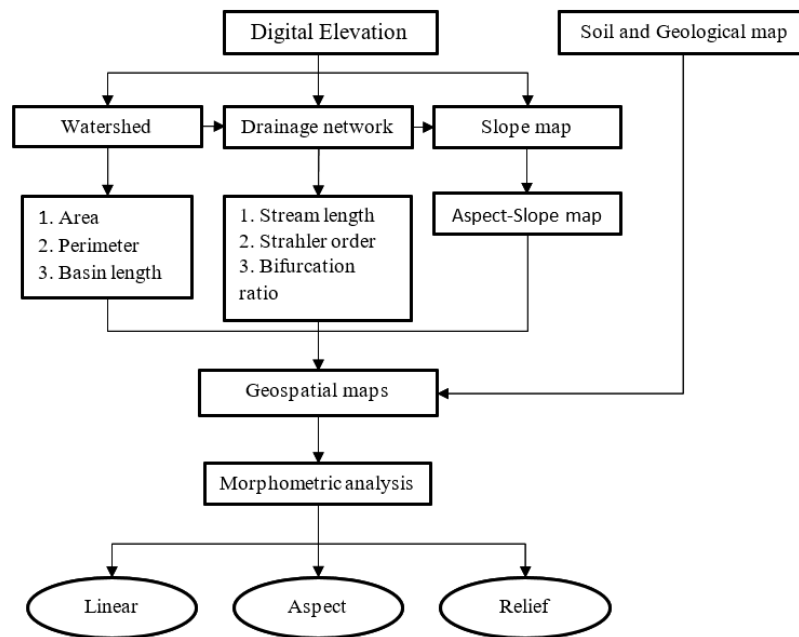 Digital Elevation
Soil and Geological map
Watershed
Drainage network
Slope map
1. Area
2. Perimeter
3. Basin length
1. Stream length
2. Strahler order
3. Bifurcation
ratio
Aspect-Slope map
Geospatial maps
Morphometric analysis
Linear
Aspect
Relief